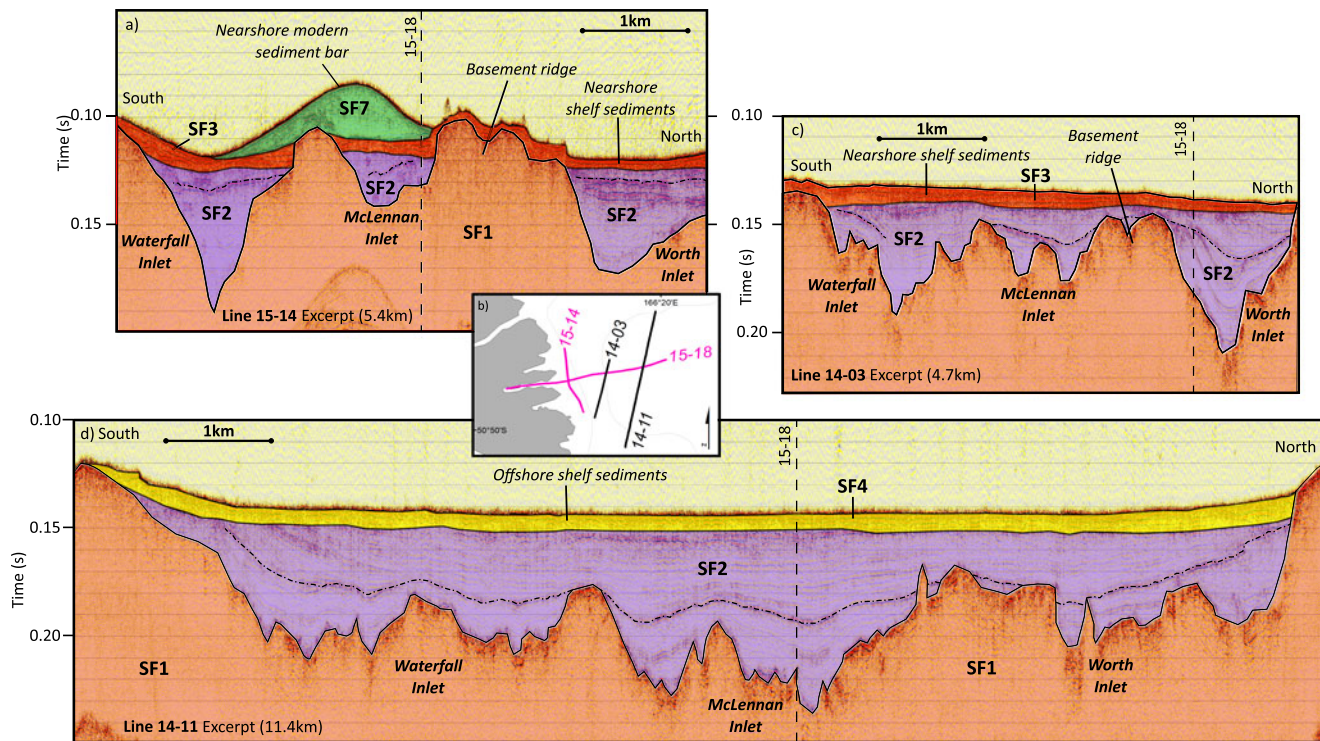 a)
Nearshore modern
sediment bar
15-18
1km
Basement ridge
South
SF7
Nearshore
shelf sediments
0.10
SF3
North
Time (s)
SF2
SF2
SF2
McLennan
Inlet
SF1
0.15
Waterfall
Inlet
Worth
Inlet
Line 15-14 Excerpt (5.4km)
0.10
c)
1km
Basement
ridge
15-18
South
Nearshore shelf sediments
SF3
North
Time (s)
0.15
SF2
SF2
Waterfall
Inlet
McLennan
Inlet
Worth
Inlet
0.20
Line 14-03 Excerpt (4.7km)
b)
166°20'E
15-14
14-03
15-18
50°50'S
14-11
z
0.10
d) South
1km
15-18
North
Offshore shelf sediments
SF4
0.15
Time (s)
SF2
0.20
SF1
Waterfall
Inlet
McLennan
Inlet
SF1
Worth
Inlet
Line 14-11 Excerpt (11.4km)